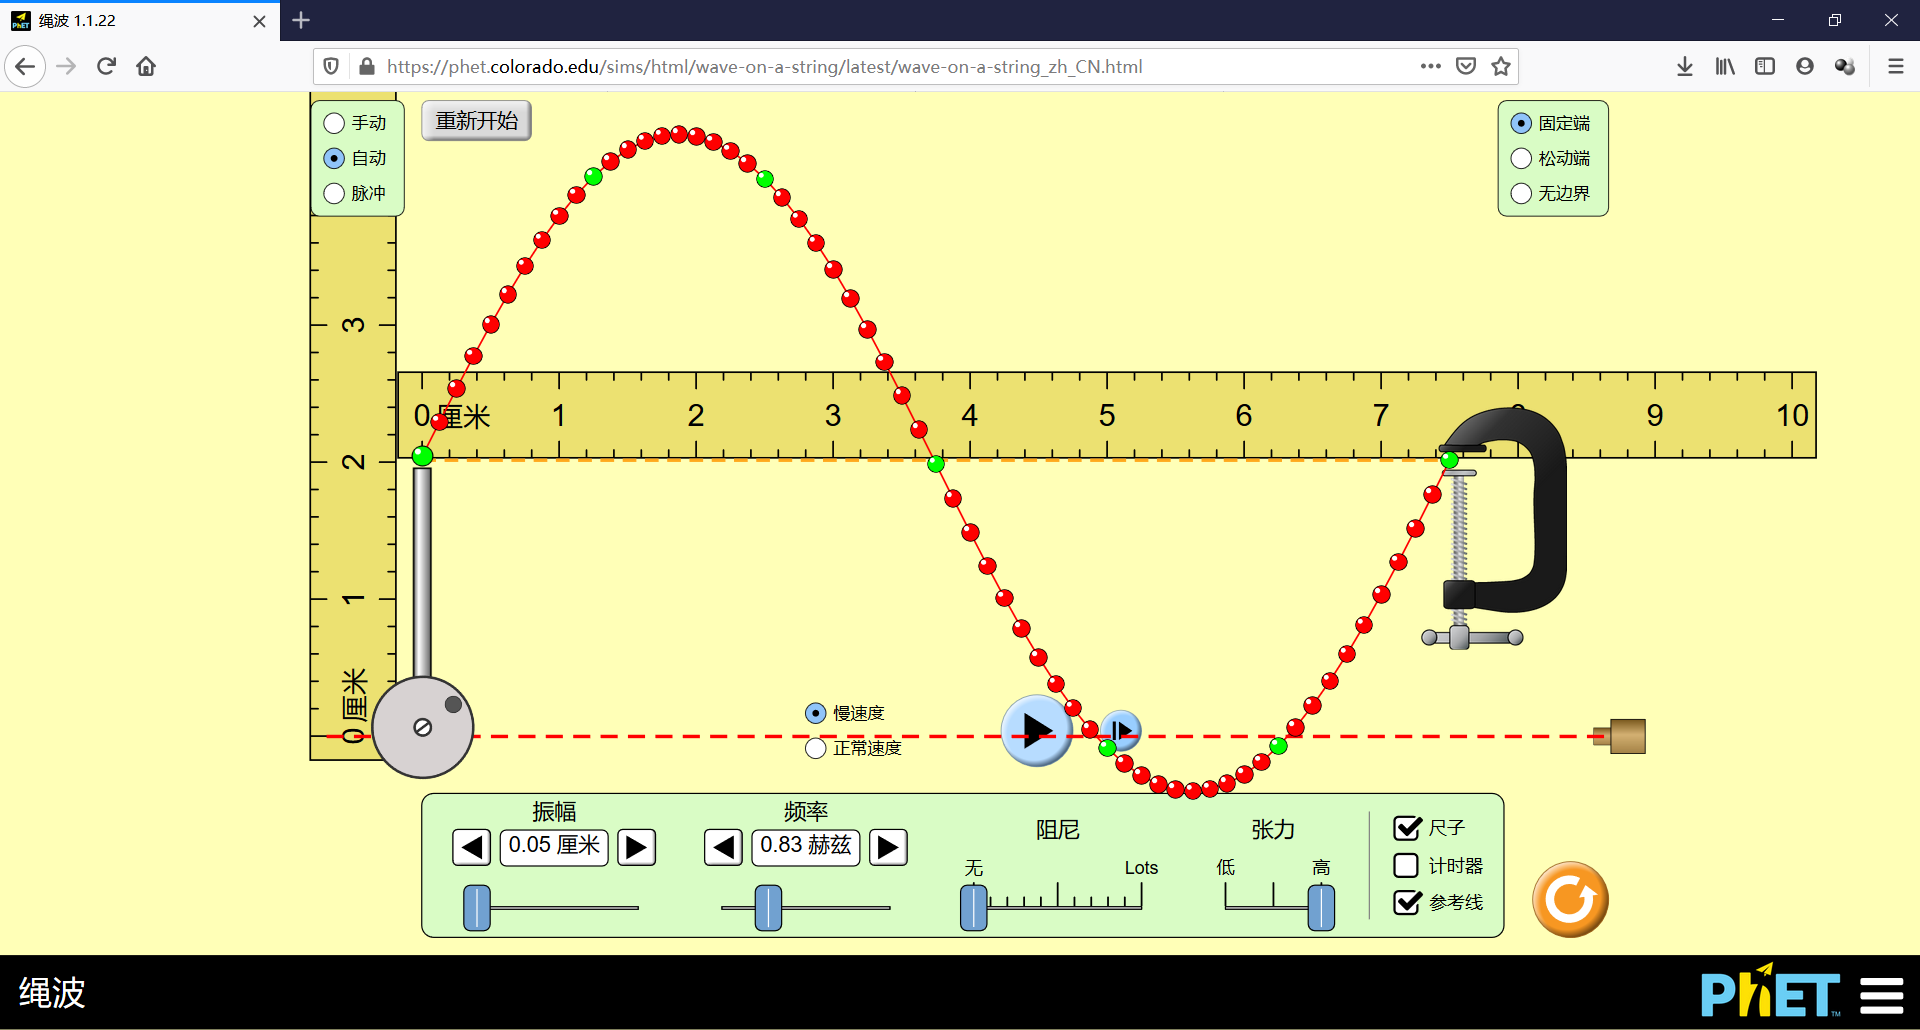 绳波 1.1.22
https://phet.colorado.edu/sims/html/wave-on-a-string/latest/wave-on-a-string_zh_CN.html
手动
自动
脉冲
重新开始
固定端
松动端
无边界
3
2
1
0 厘米
0 厘米 1 2 3 4 5 6 7 8 9 10
慢速度
正常速度
振幅
0.05 厘米
频率
0.83 赫兹
阻尼
无 Lots
张力
低 高
尺子
计时器
参考线
绳波
PhET™